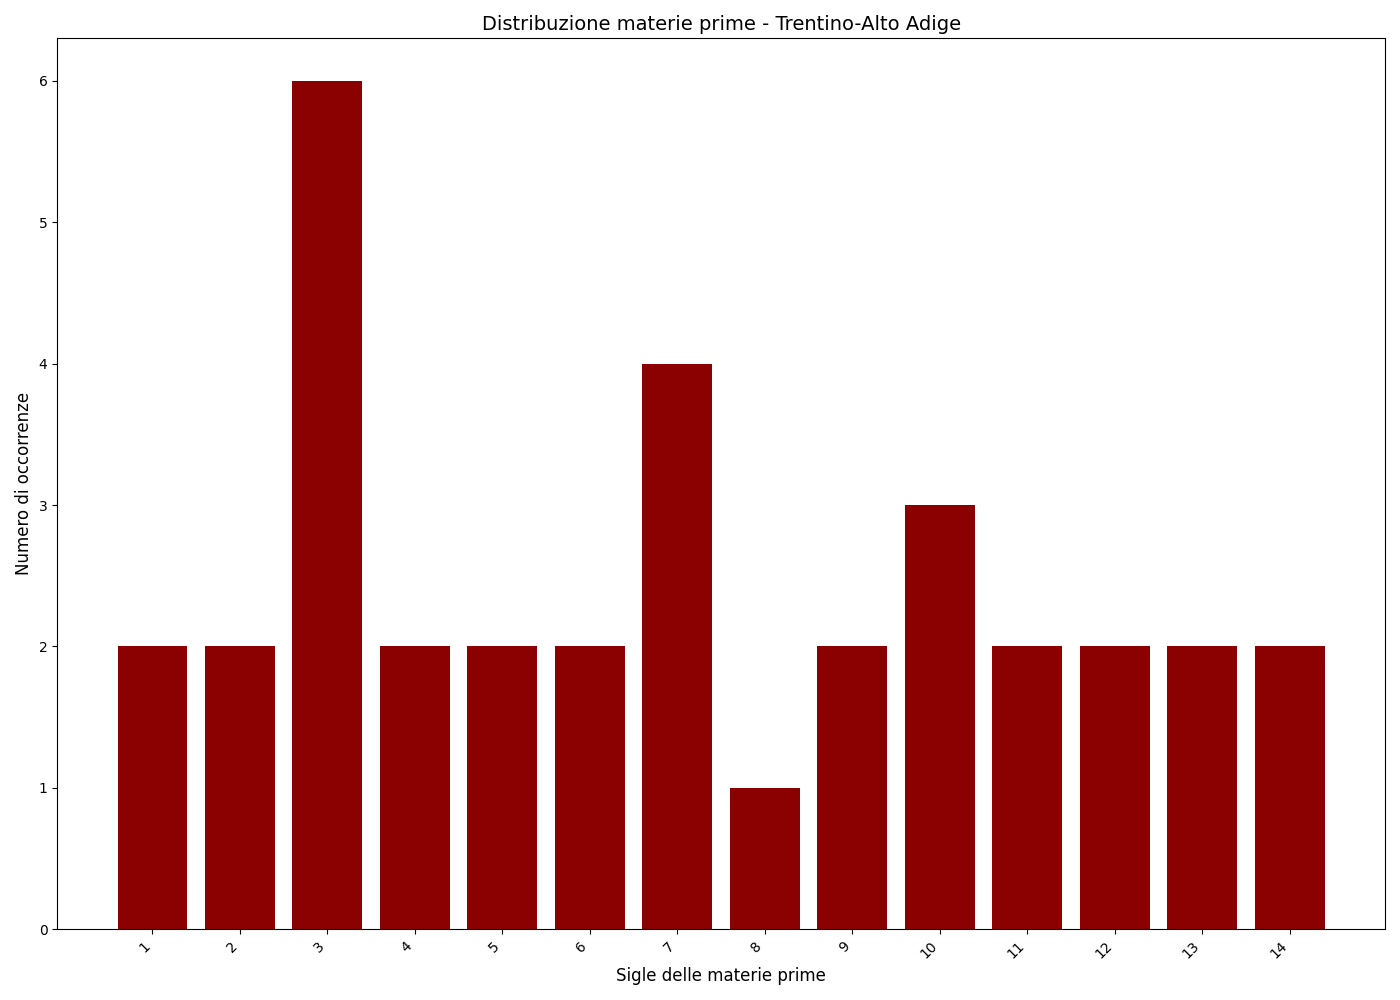 Distribuzione materie prime - Trentino-Alto Adige
6
5
4
3
2
1
0
Numero di occorrenze
1 2 3 4 5 6 7 8 9 10 11 12 13 14
Sigle delle materie prime